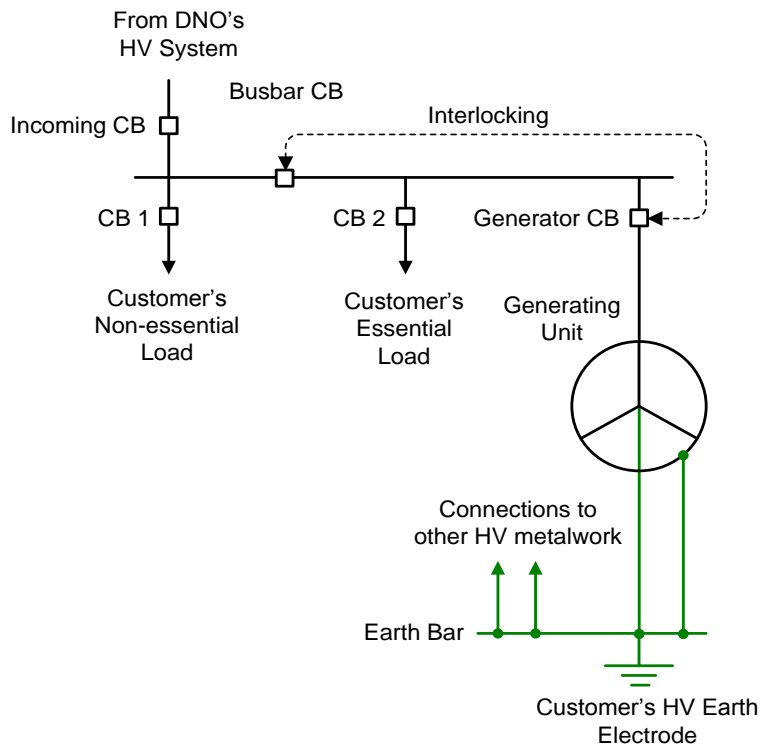 From DNO's
HV System
Busbar CB
Interlocking
Incoming CB
CB 1
CB 2
Generator CB
Customer's
Non-essential
Load
Customer's
Essential
Load
Generating
Unit
Connections to
other HV metalwork
Earth Bar
Customer's HV Earth
Electrode